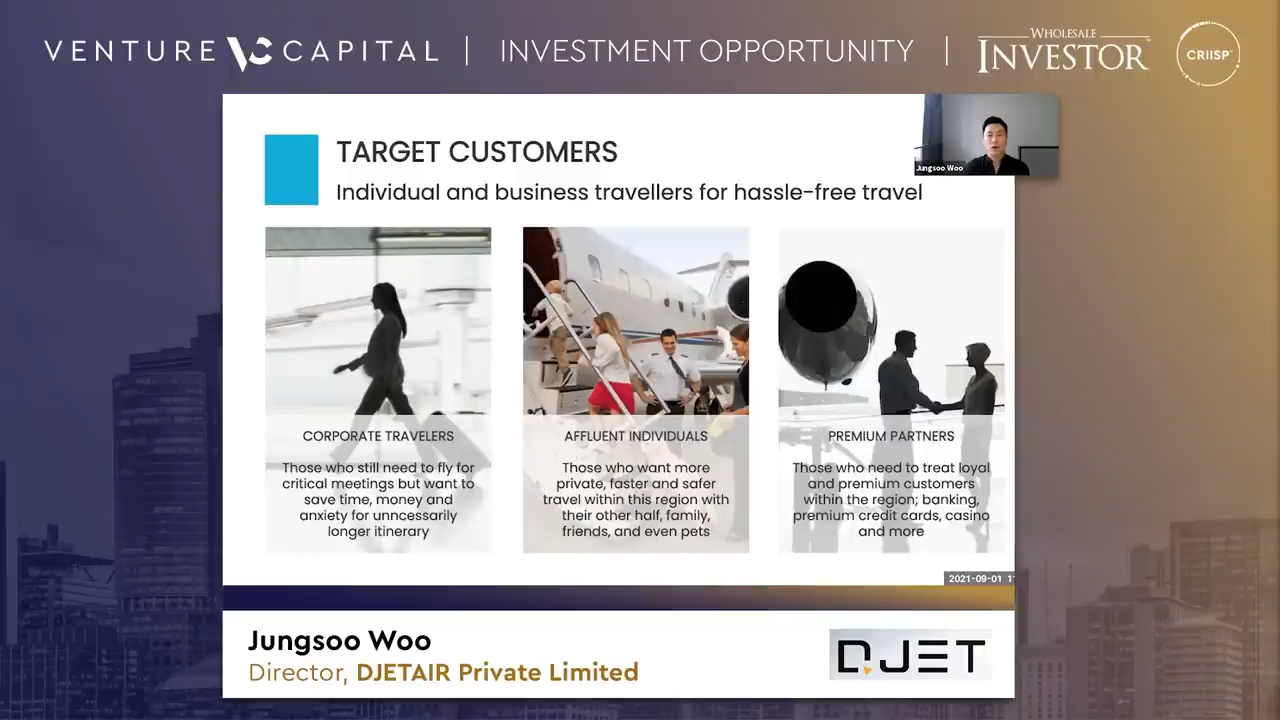 VENTURE VC CAPITAL | INVESTMENT OPPORTUNITY | WHOLESALE INVESTOR CRIISP
TARGET CUSTOMERS
Individual and business travellers for hassle-free travel
Jungsoo Woo
CORPORATE TRAVELERS
Those who still need to fly for
critical meetings but want to
save time, money and
anxiety for unncessarily
longer itinerary
AFFLUENT INDIVIDUALS
Those who want more
private, faster and safer
travel within this region with
their other half, family,
friends, and even pets
PREMIUM PARTNERS
Those who need to treat loyal
and premium customers
within the region; banking,
premium credit cards, casino
and more
2021-09-01
Jungsoo Woo
Director, DJETAIR Private Limited
DJET